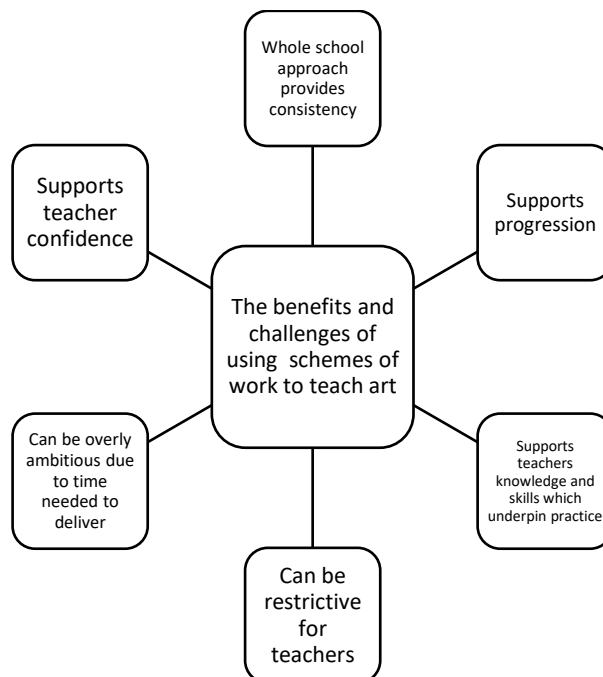 Whole school
approach
provides
consistency
Supports
teacher
confidence
Supports
progression
The benefits and
challenges of
using schemes of
work to teach art
Can be overly
ambitious due
to time
needed to
deliver
Supports
teachers
knowledge and
skills which
underpin practice
Can be
restrictive
for
teachers